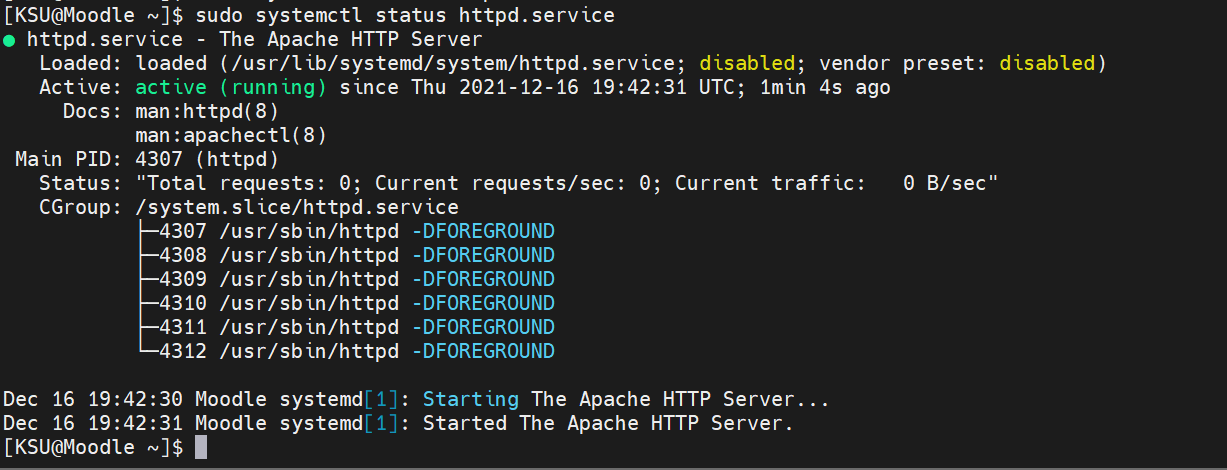 [KSU@Moodle ~]$ sudo systemctl status httpd.service
● httpd.service - The Apache HTTP Server
   Loaded: loaded (/usr/lib/systemd/system/httpd.service; disabled; vendor preset: disabled)
   Active: active (running) since Thu 2021-12-16 19:42:31 UTC; 1min 4s ago
     Docs: man:httpd(8)
           man:apachectl(8)
 Main PID: 4307 (httpd)
   Status: "Total requests: 0; Current requests/sec: 0; Current traffic:   0 B/sec"
   CGroup: /system.slice/httpd.service
           ├─4307 /usr/sbin/httpd -DFOREGROUND
           ├─4308 /usr/sbin/httpd -DFOREGROUND
           ├─4309 /usr/sbin/httpd -DFOREGROUND
           ├─4310 /usr/sbin/httpd -DFOREGROUND
           ├─4311 /usr/sbin/httpd -DFOREGROUND
           └─4312 /usr/sbin/httpd -DFOREGROUND

Dec 16 19:42:30 Moodle systemd[1]: Starting The Apache HTTP Server...
Dec 16 19:42:31 Moodle systemd[1]: Started The Apache HTTP Server.
[KSU@Moodle ~]$